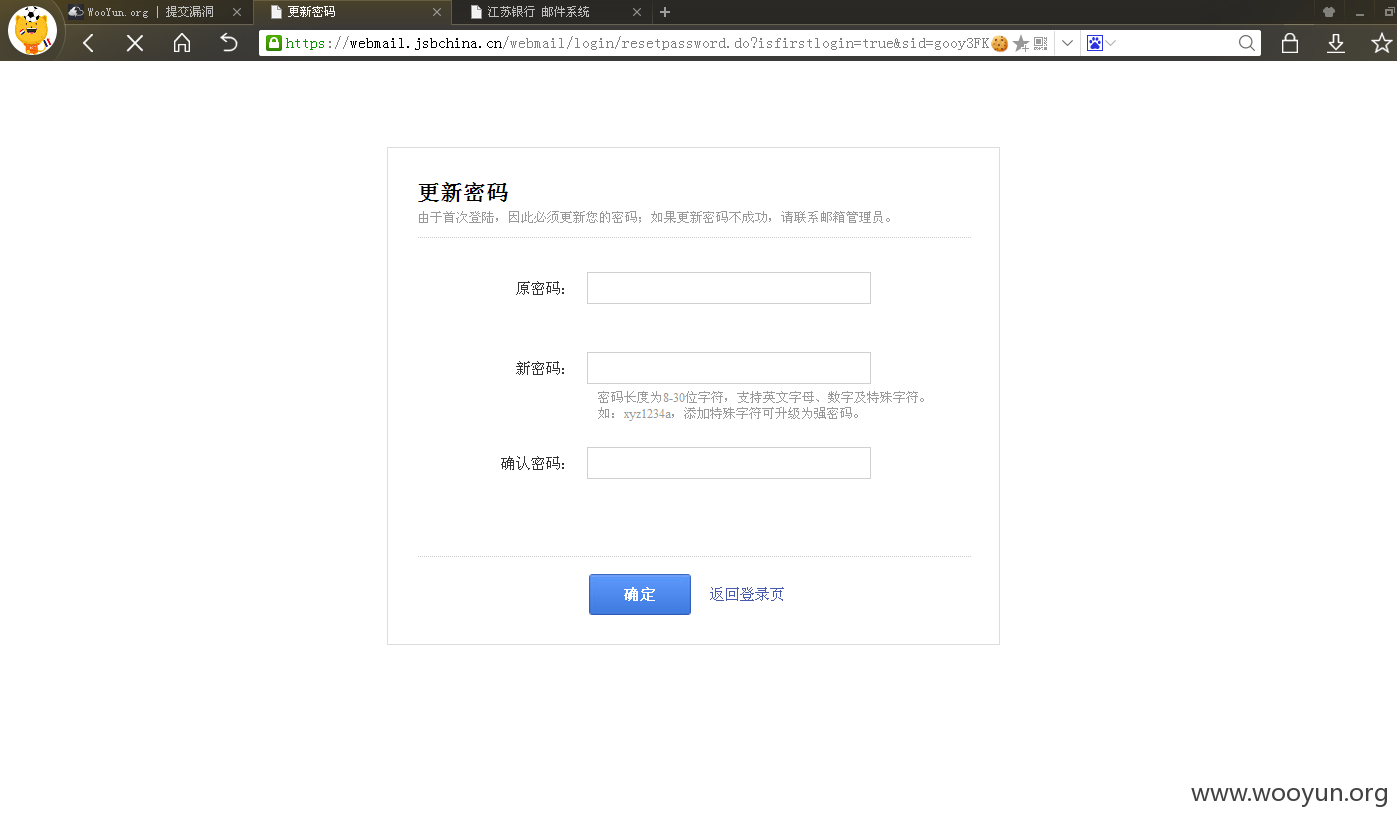 WooYun.org | 提交漏洞
更新密码
江苏银行 邮件系统
https://webmail.jsbchina.cn/webmail/login/resetpassword.do?isfirstlogin=true&sid=gooy3FK
更新密码
由于首次登陆，因此必须更新您的密码；如果更新密码不成功，请联系邮箱管理员。
原密码：
新密码：
密码长度为8-30位字符，支持英文字母、数字及特殊字符。
如：xyz1234a，添加特殊字符可升级为强密码。
确认密码：
确定 返回登录页
www.wooyun.org